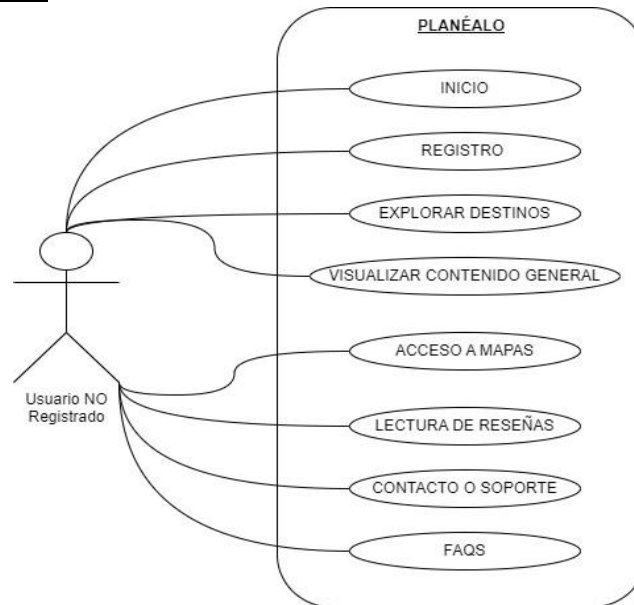 PLANÉALO
INICIO
REGISTRO
EXPLORAR DESTINOS
VISUALIZAR CONTENIDO GENERAL
ACCESO A MAPAS
Usuario NO
Registrado
LECTURA DE RESEÑAS
CONTACTO O SOPORTE
FAQS